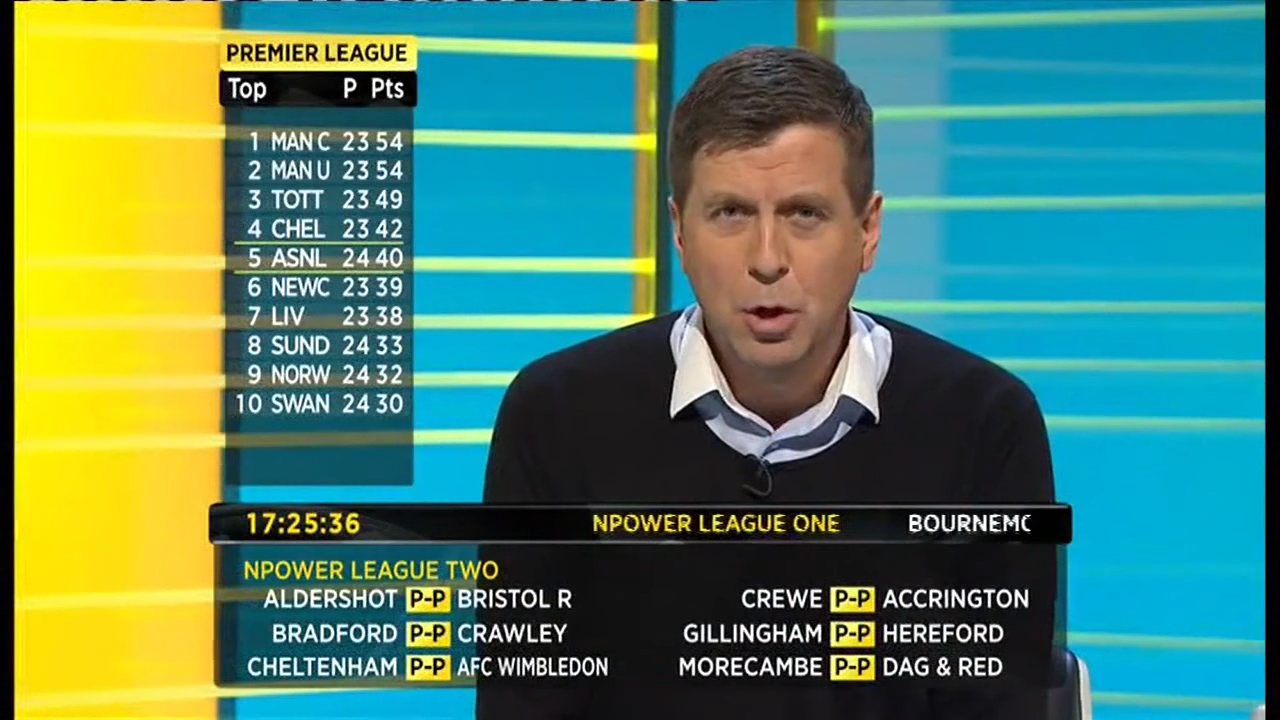 PREMIER LEAGUE
Top P Pts
1 MAN C 23 54
2 MAN U 23 54
3 TOTT 23 49
4 CHEL 23 42
5 ASNL 24 40
6 NEWC 23 39
7 LIV 23 38
8 SUND 24 33
9 NORW 24 32
10 SWAN 24 30
17:25:36 NPOWER LEAGUE ONE BOURNEMC
NPOWER LEAGUE TWO
ALDERSHOT P-P BRISTOL R CREWE P-P ACCRINGTON
BRADFORD P-P CRAWLEY GILLINGHAM P-P HEREFORD
CHELTENHAM P-P AFC WIMBLEDON MORECAMBE P-P DAG & RED